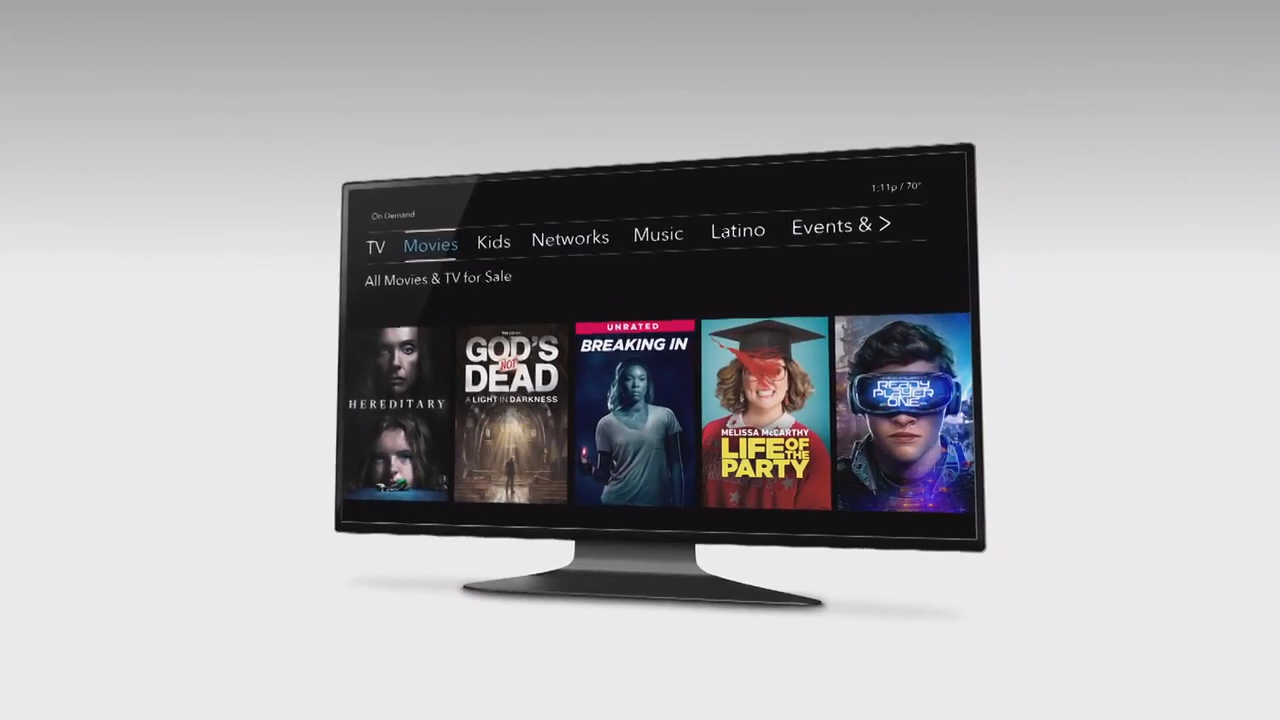 1:11p / 70°
On Demand
TV Movies Kids Networks Music Latino Events & >
All Movies & TV for Sale
HEREDITARY
GOD'S
NOT
DEAD
A LIGHT IN DARKNESS
UNRATED
BREAKING IN
MELISSA McCARTHY
LIFE OF THE
PARTY
READY
PLAYER
ONE